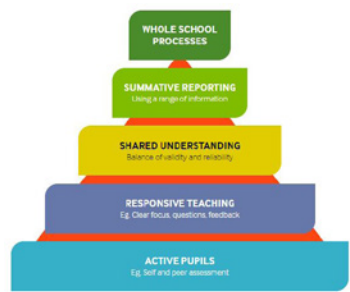 WHOLE SCHOOL
PROCESSES
SUMMATIVE REPORTING
Using a range of information
SHARED UNDERSTANDING
Balance of validity and reliability
RESPONSIVE TEACHING
Eg. Clear focus, questions, feedback
ACTIVE PUPILS
Eg. Self and peer assessment